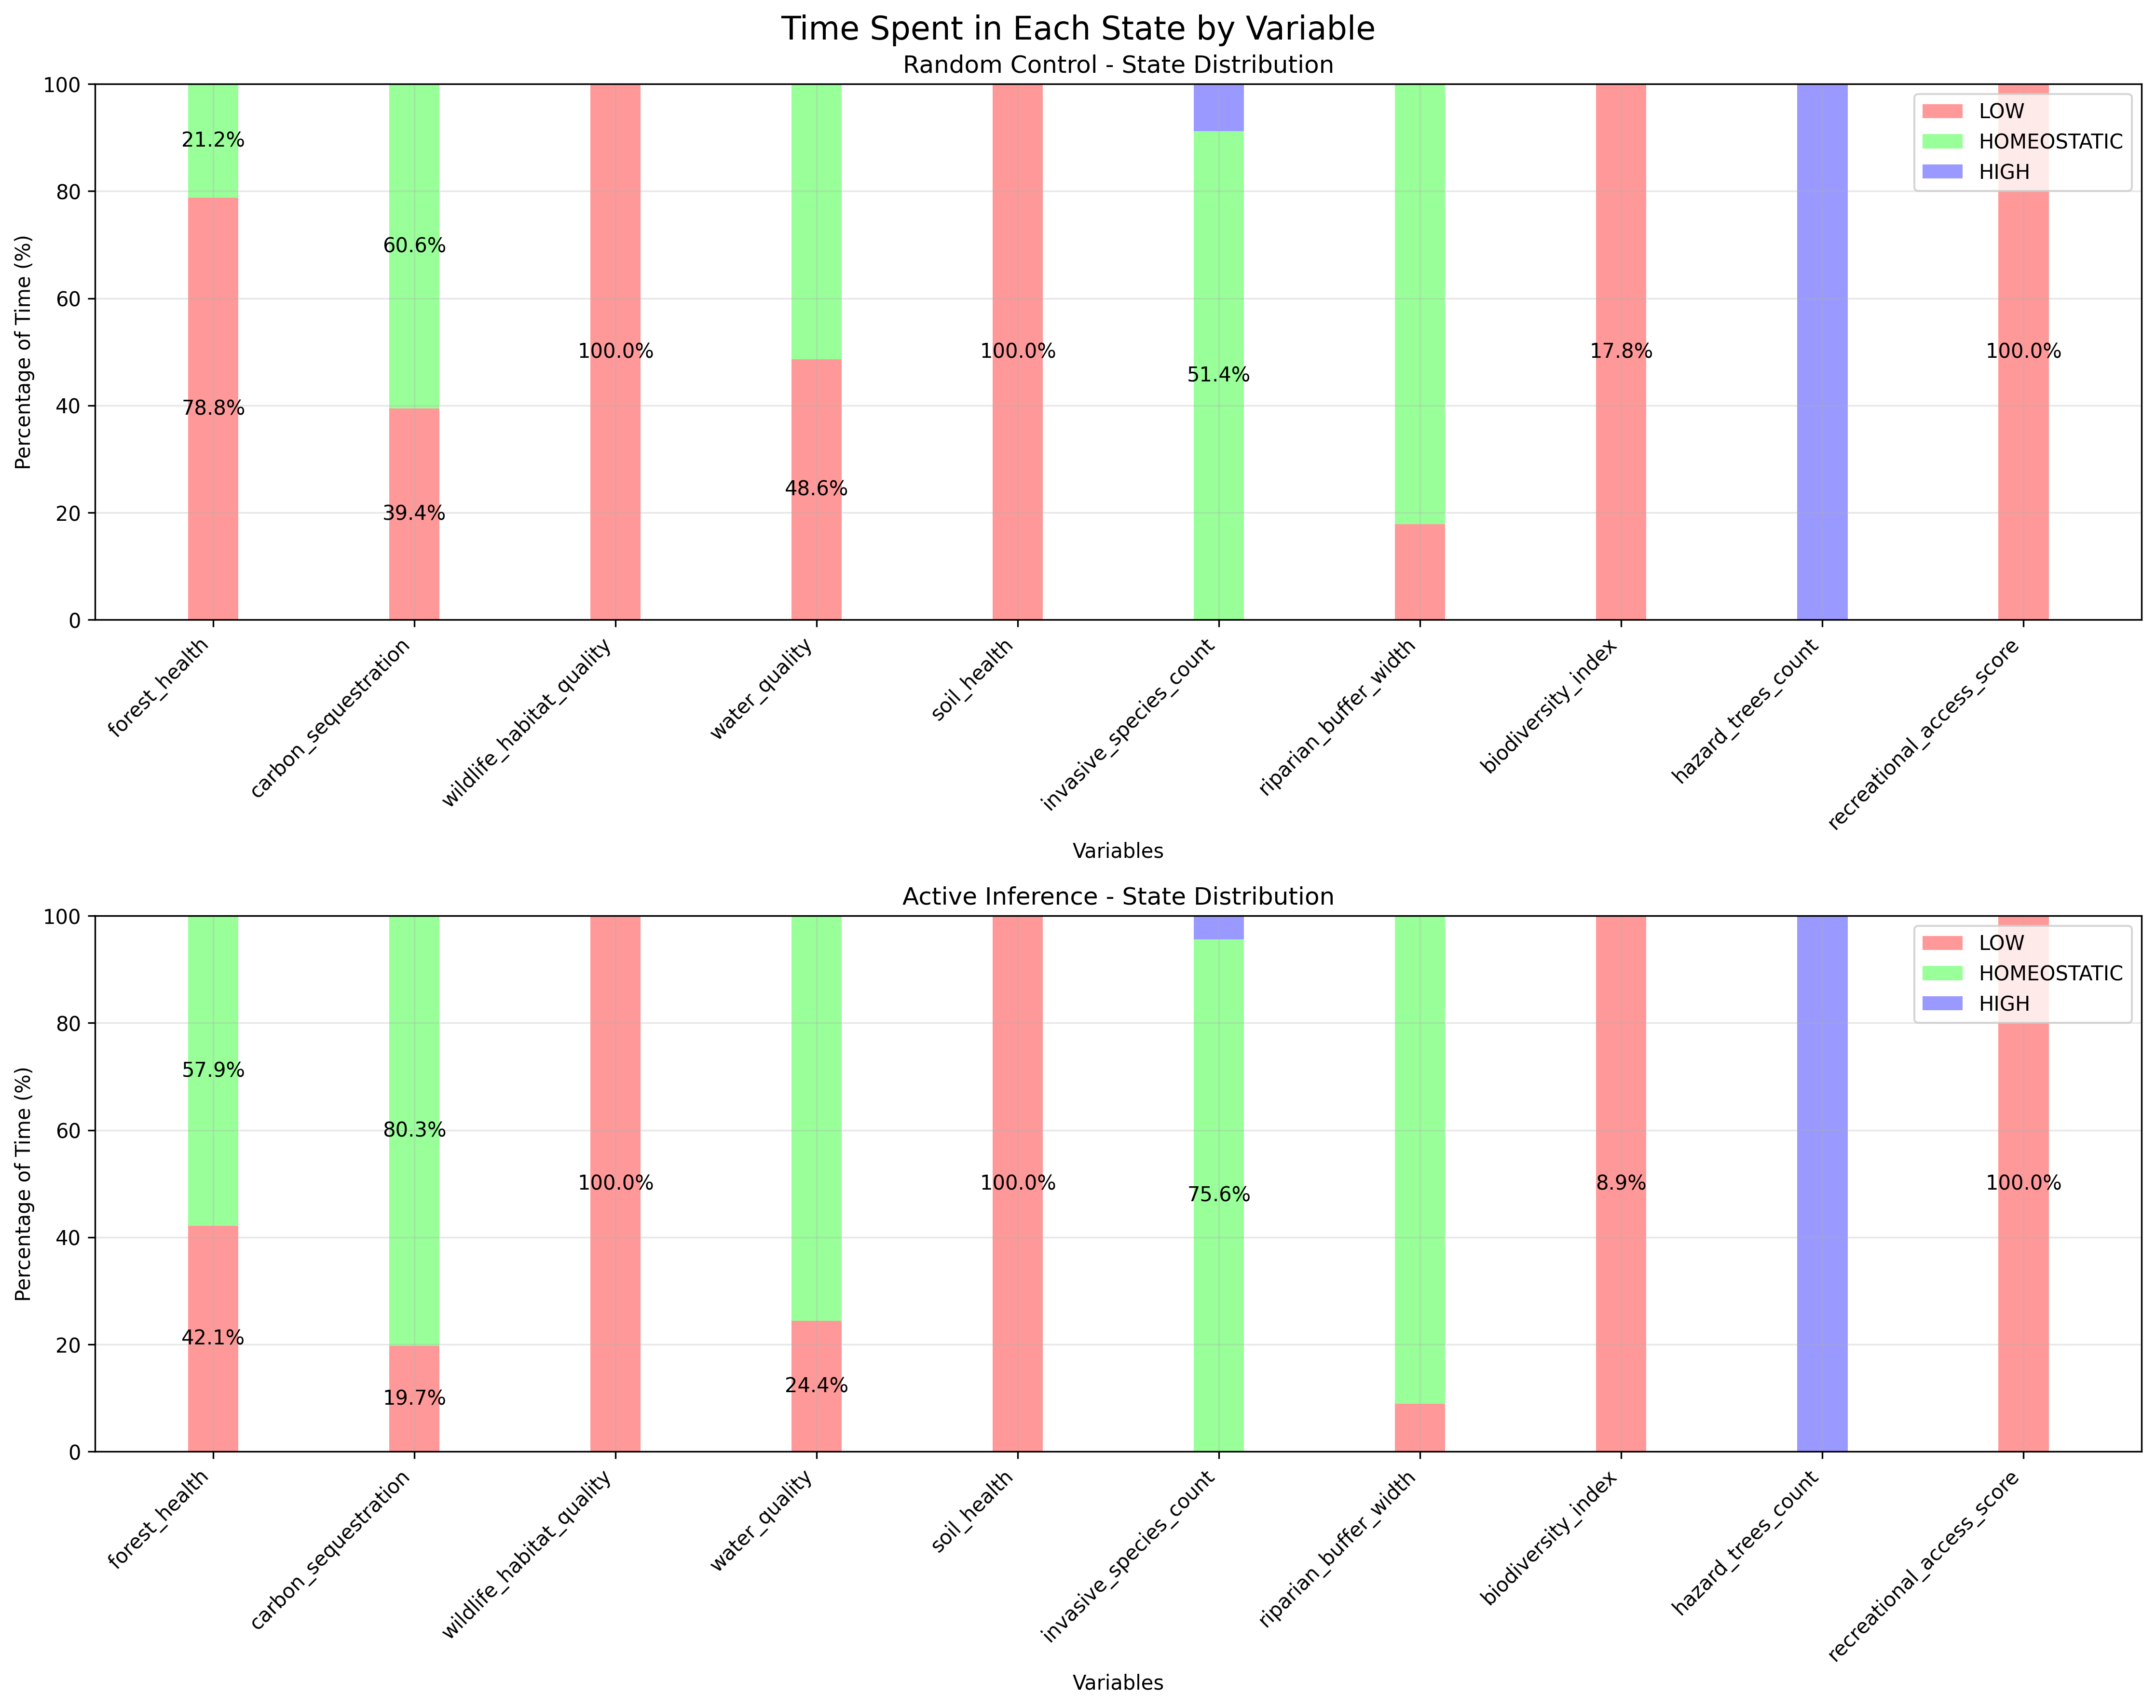 Time Spent in Each State by Variable
Random Control - State Distribution
Percentage of Time (%)
100
80
60
40
20
0
21.2%
78.8%
60.6%
39.4%
100.0%
48.6%
100.0%
51.4%
17.8%
100.0%
LOW
HOMEOSTATIC
HIGH
forest_health
carbon_sequestration
wildlife_habitat_quality
water_quality
soil_health
invasive_species_count
riparian_buffer_width
biodiversity_index
hazard_trees_count
recreational_access_score
Variables
Active Inference - State Distribution
Percentage of Time (%)
100
80
60
40
20
0
57.9%
42.1%
80.3%
19.7%
100.0%
24.4%
100.0%
75.6%
8.9%
100.0%
LOW
HOMEOSTATIC
HIGH
forest_health
carbon_sequestration
wildlife_habitat_quality
water_quality
soil_health
invasive_species_count
riparian_buffer_width
biodiversity_index
hazard_trees_count
recreational_access_score
Variables